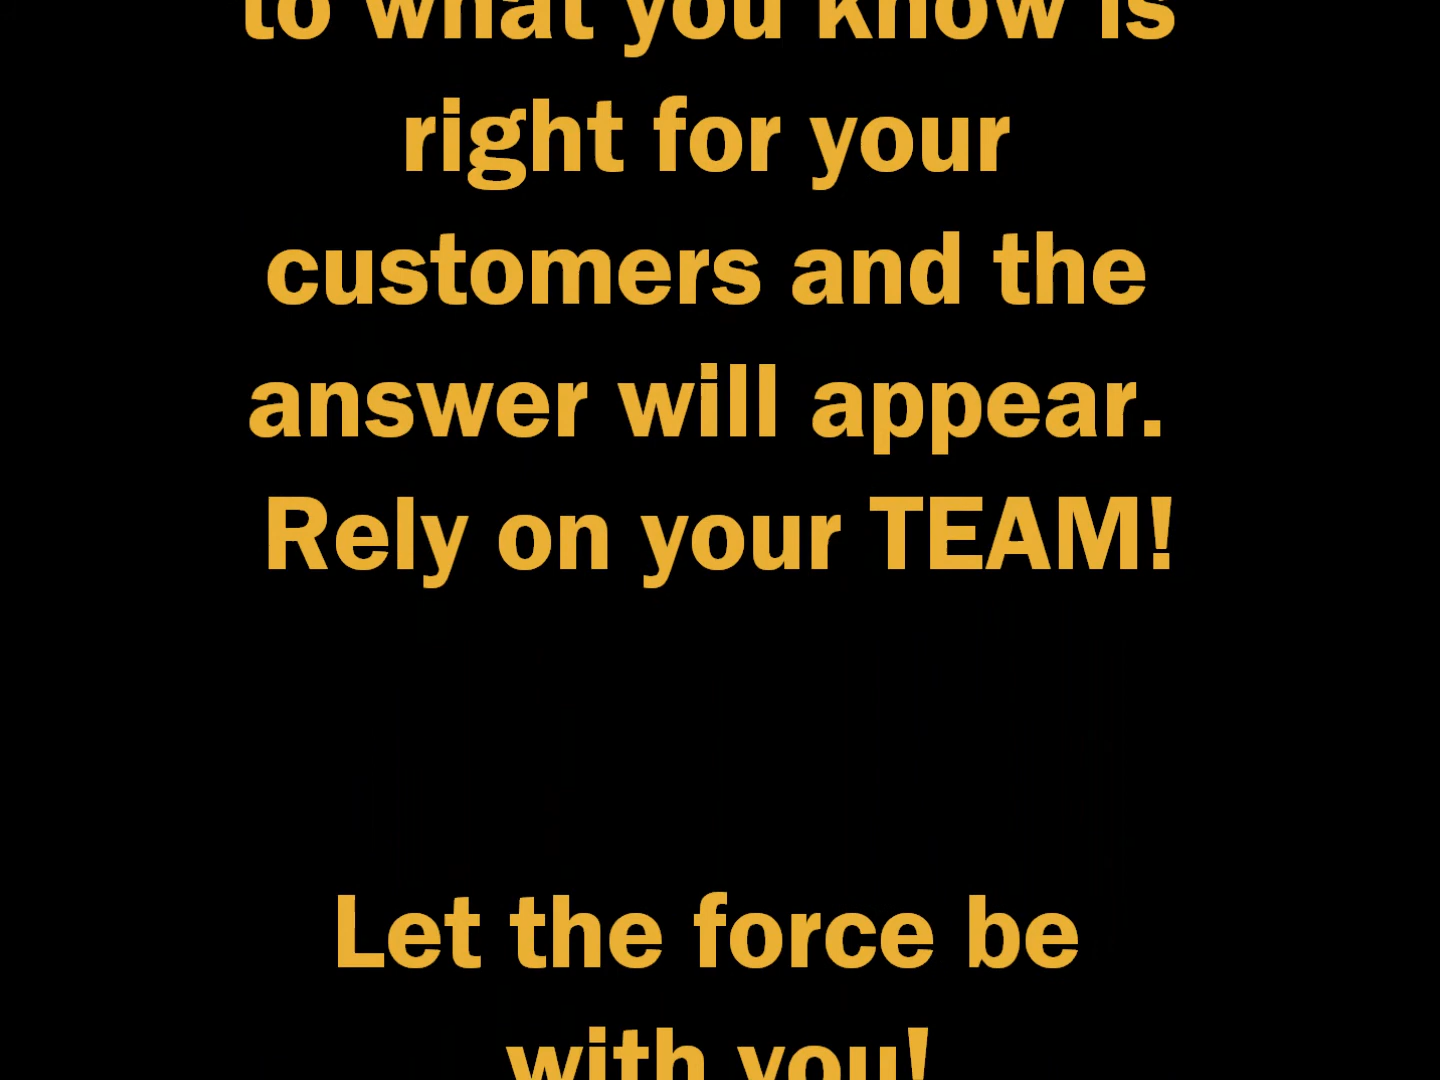 to what you know is
right for your
customers and the
answer will appear.
Rely on your TEAM!
Let the force be
with you!